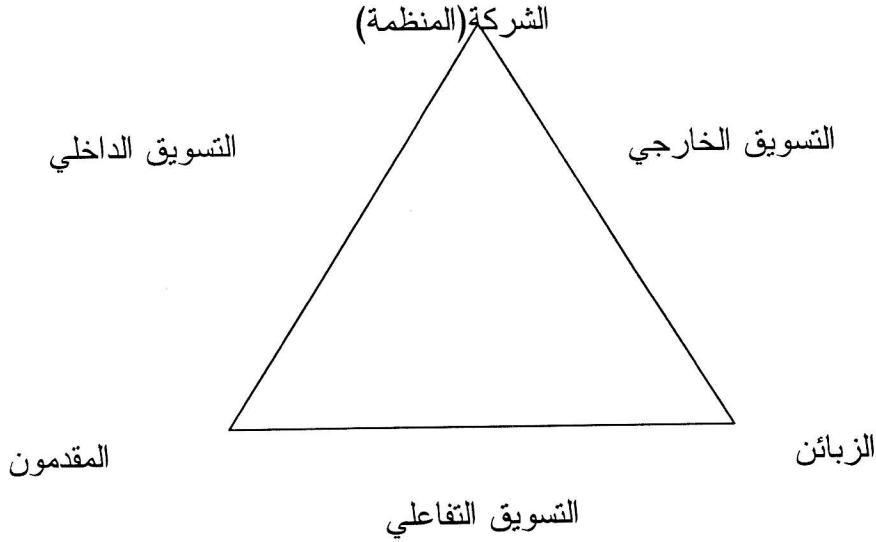 الشركة(المنظمة)
التسويق الخارجي
التسويق الداخلي
الزبائن
المقدمون
التسويق التفاعلي